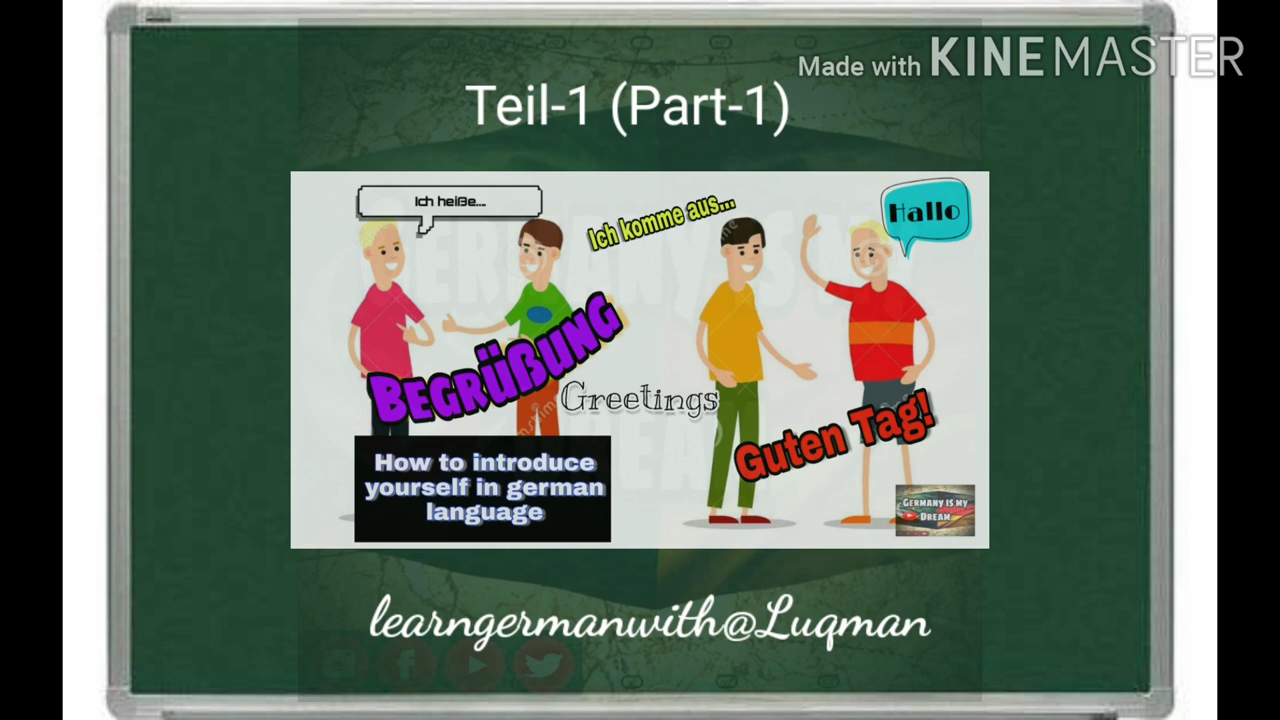 Made with KINEMASTER
Teil-1 (Part-1)
Ich heiße....
Ich komme aus...
Hallo
BEGRÜßUNG
Greetings
Guten Tag!
How to introduce
yourself in german
language
GERMANY IS MY
DREAM
learngermanwith@Luqman